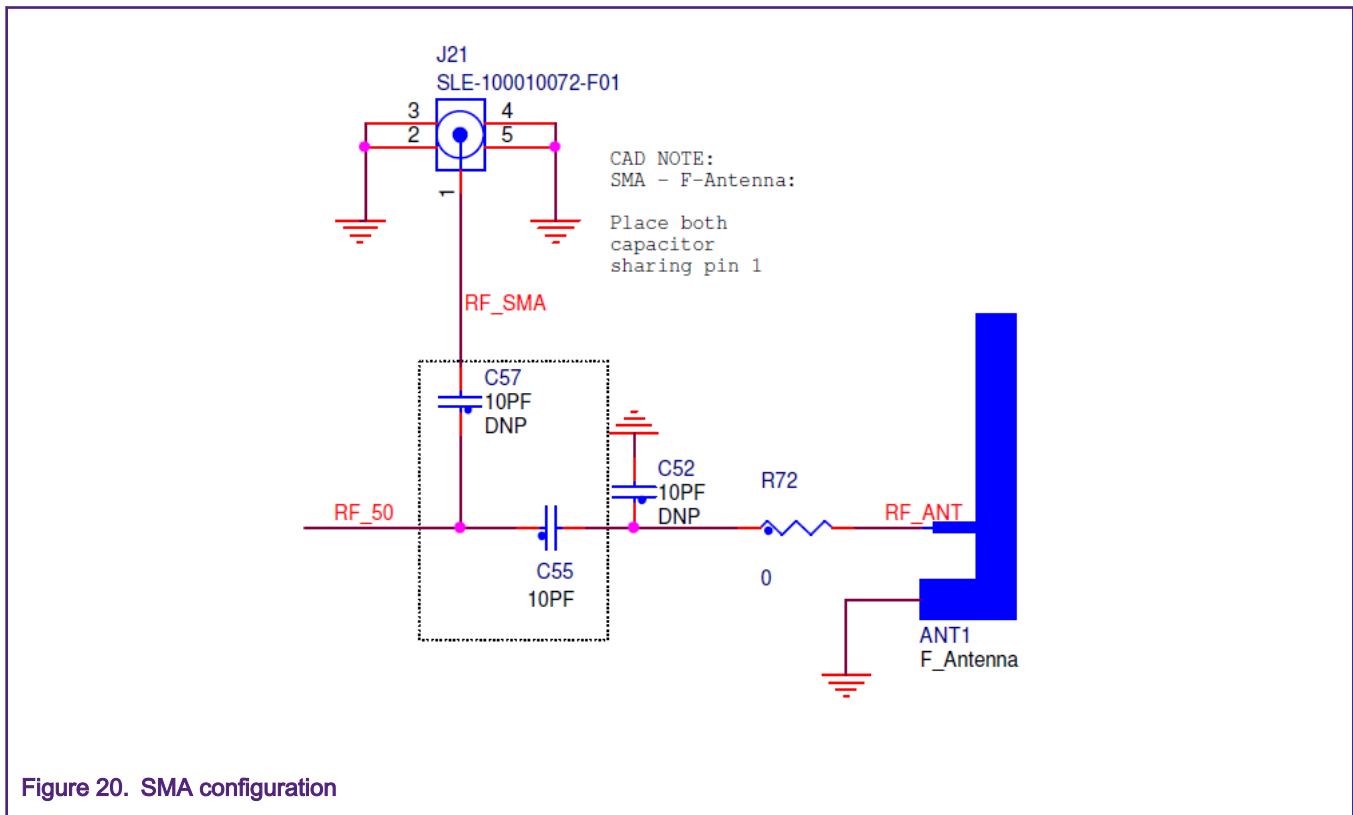 J21
SLE-100010072-F01
3
4
2
5
1
CAD NOTE:
SMA - F-Antenna:
Place both
capacitor
sharing pin 1
RF_SMA
C57
10PF
DNP
C52
10PF
DNP
R72
0
RF_50
RF_ANT
C55
10PF
ANT1
F_Antenna
Figure 20. SMA configuration